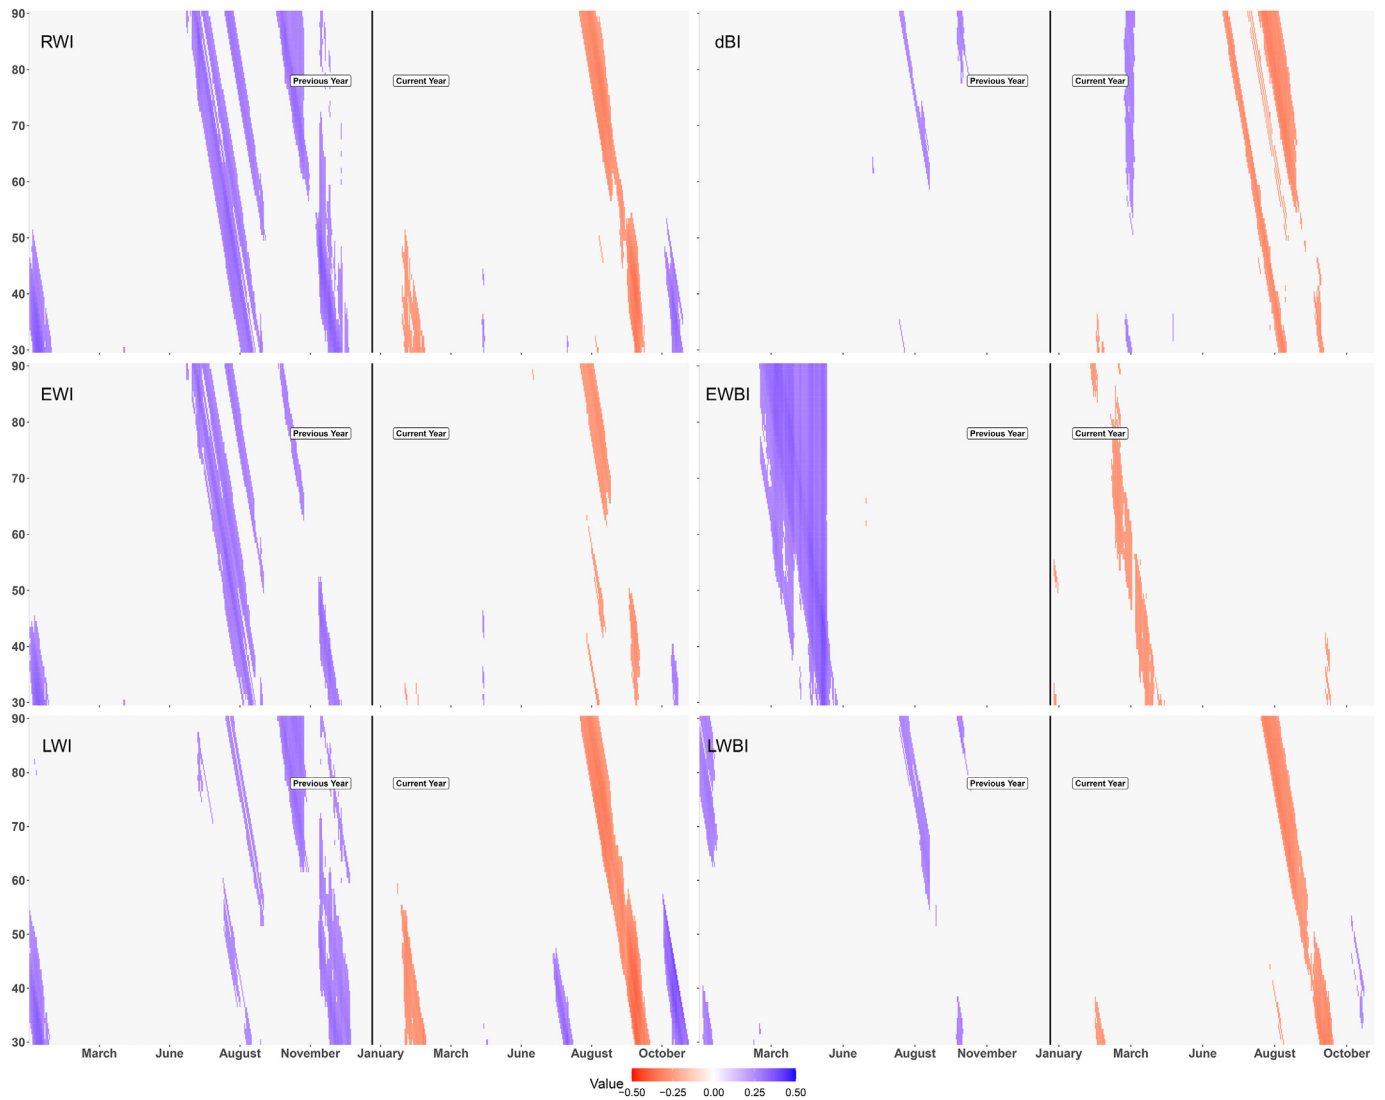 90
RWI
dBI
80
Previous Year
Current Year
Previous Year
Current Year
70
60
50
40
30
90
EWI
EWBI
80
Previous Year
Current Year
Previous Year
Current Year
70
60
50
40
30
90
LWI
LWBI
80
Previous Year
Current Year
Previous Year
Current Year
70
60
50
40
30
March June August November January March June August October
March June August November January March June August October
Value
−0.50 −0.25 0.00 0.25 0.50